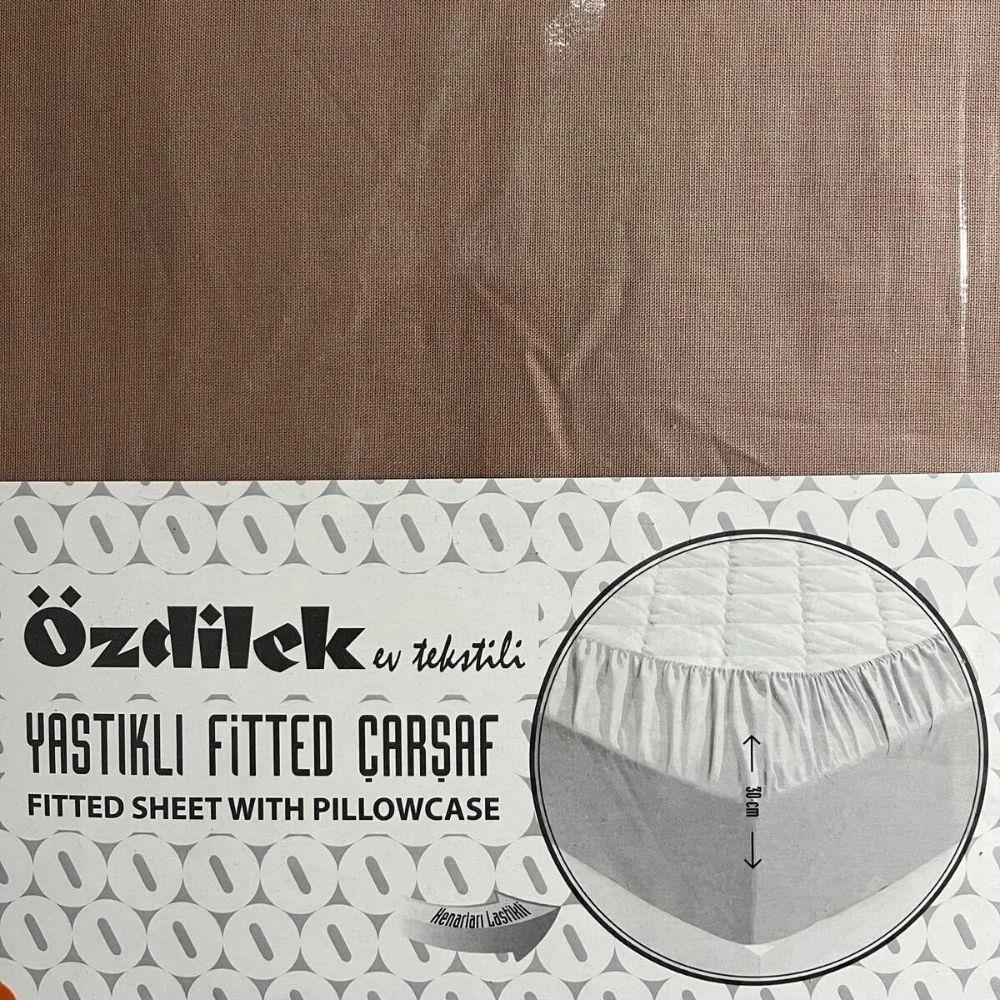 Özdilek ev tekstili
YASTIKLI FİTTED ÇARŞAF
FITTED SHEET WITH PILLOWCASE
30-cm
Kenarları Lastikli